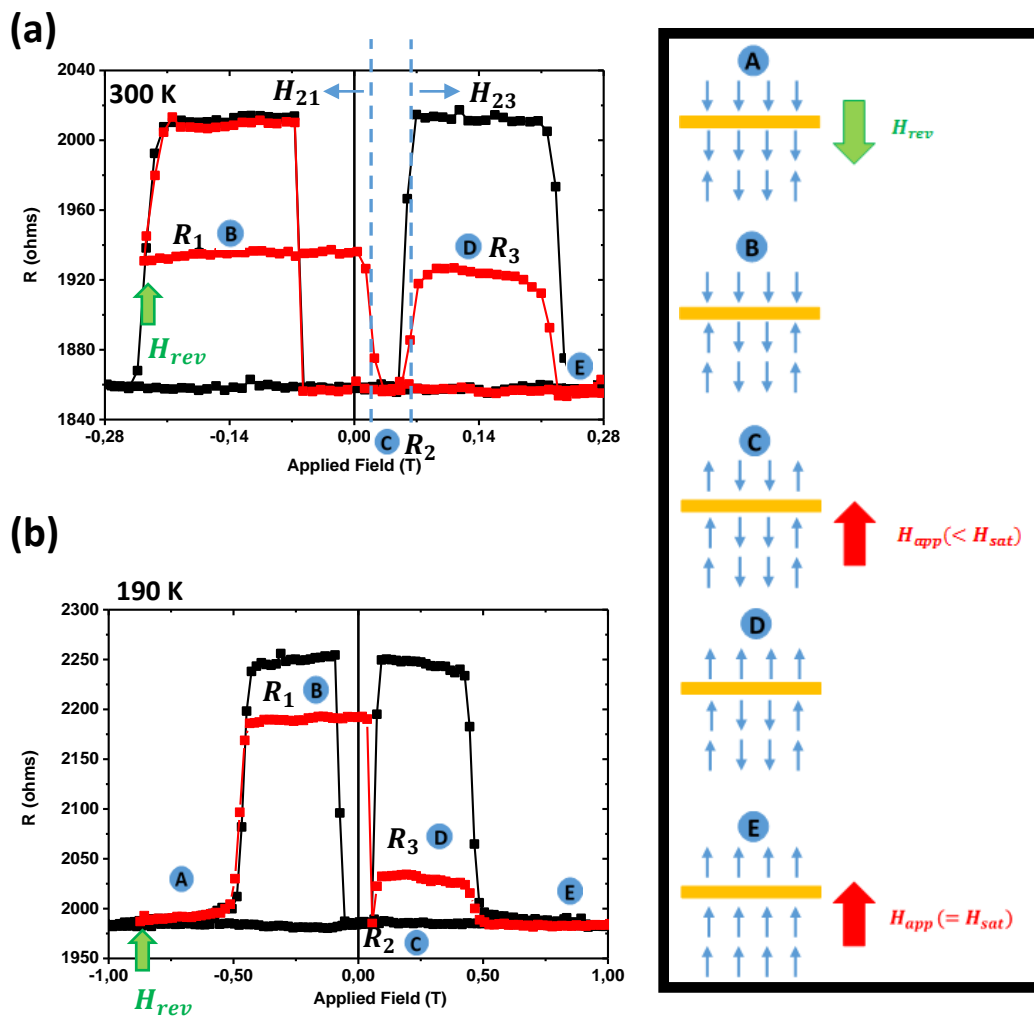 (a)
300 K
H21
H23
R1
B
D
R3
Hrev
E
C
R2
R (ohms)
2040
2000
1960
1920
1880
1840
-0,28
-0,14
0,00
0,14
0,28
Applied Field (T)
(b)
190 K
R1
B
R3
D
A
E
R2
C
Hrev
R (ohms)
2300
2250
2200
2150
2100
2050
2000
1950
-1,00
-0,50
0,00
0,50
1,00
Applied Field (T)
A
Hrev
B
C
Happ(< Hsat)
D
E
Happ(= Hsat)